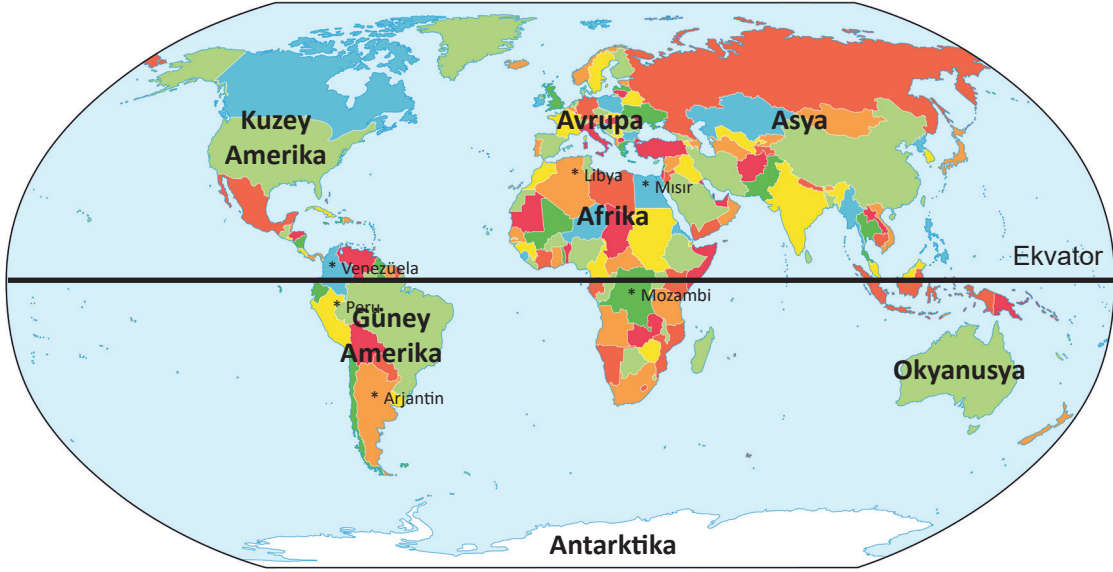 Kuzey
Amerika
Avrupa
Asya
* Libya
* Mısır
Afrika
Ekvator
* Venezüela
* Mozambi
* Peru
Güney
Amerika
Okyanusya
* Arjantin
Antarktika